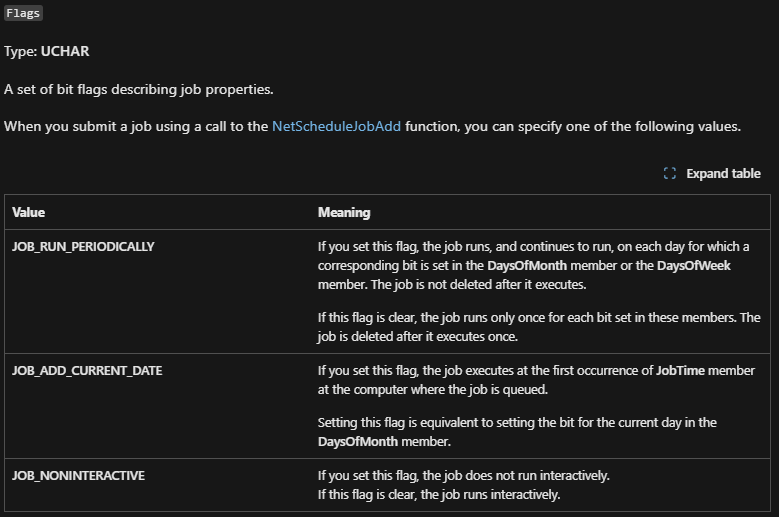 Flags
Type: UCHAR
A set of bit flags describing job properties.
When you submit a job using a call to the NetScheduleJobAdd function, you can specify one of the following values.
Expand table
Value Meaning
JOB_RUN_PERIODICALLY If you set this flag, the job runs, and continues to run, on each day for which a
corresponding bit is set in the DaysOfMonth member or the DaysOfWeek
member. The job is not deleted after it executes.
If this flag is clear, the job runs only once for each bit set in these members. The
job is deleted after it executes once.
JOB_ADD_CURRENT_DATE If you set this flag, the job executes at the first occurrence of JobTime member
at the computer where the job is queued.
Setting this flag is equivalent to setting the bit for the current day in the
DaysOfMonth member.
JOB_NONINTERACTIVE If you set this flag, the job does not run interactively.
If this flag is clear, the job runs interactively.